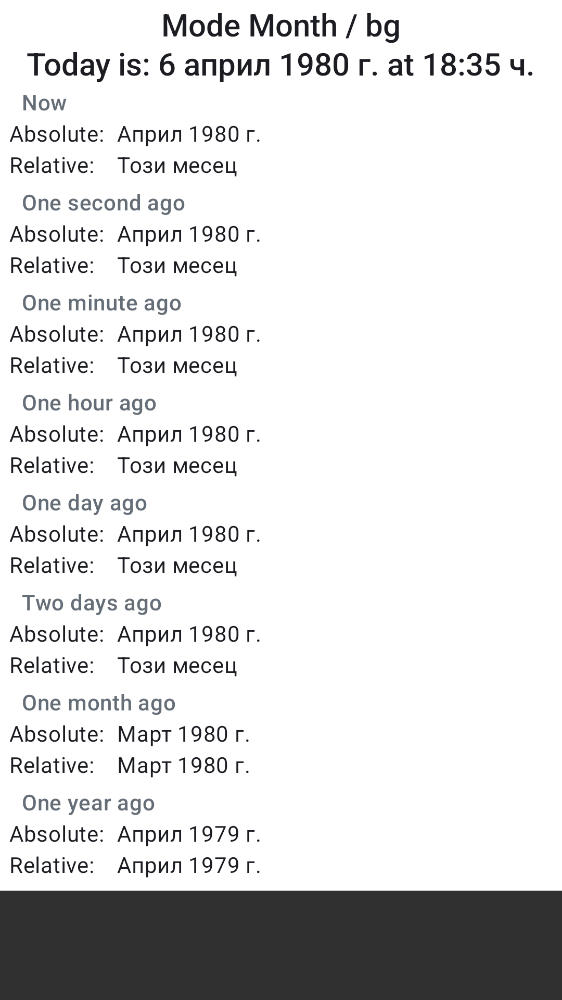 Mode Month / bg
Today is: 6 април 1980 г. at 18:35 ч.
Now
Absolute: Април 1980 г.
Relative: Този месец
One second ago
Absolute: Април 1980 г.
Relative: Този месец
One minute ago
Absolute: Април 1980 г.
Relative: Този месец
One hour ago
Absolute: Април 1980 г.
Relative: Този месец
One day ago
Absolute: Април 1980 г.
Relative: Този месец
Two days ago
Absolute: Април 1980 г.
Relative: Този месец
One month ago
Absolute: Март 1980 г.
Relative: Март 1980 г.
One year ago
Absolute: Април 1979 г.
Relative: Април 1979 г.